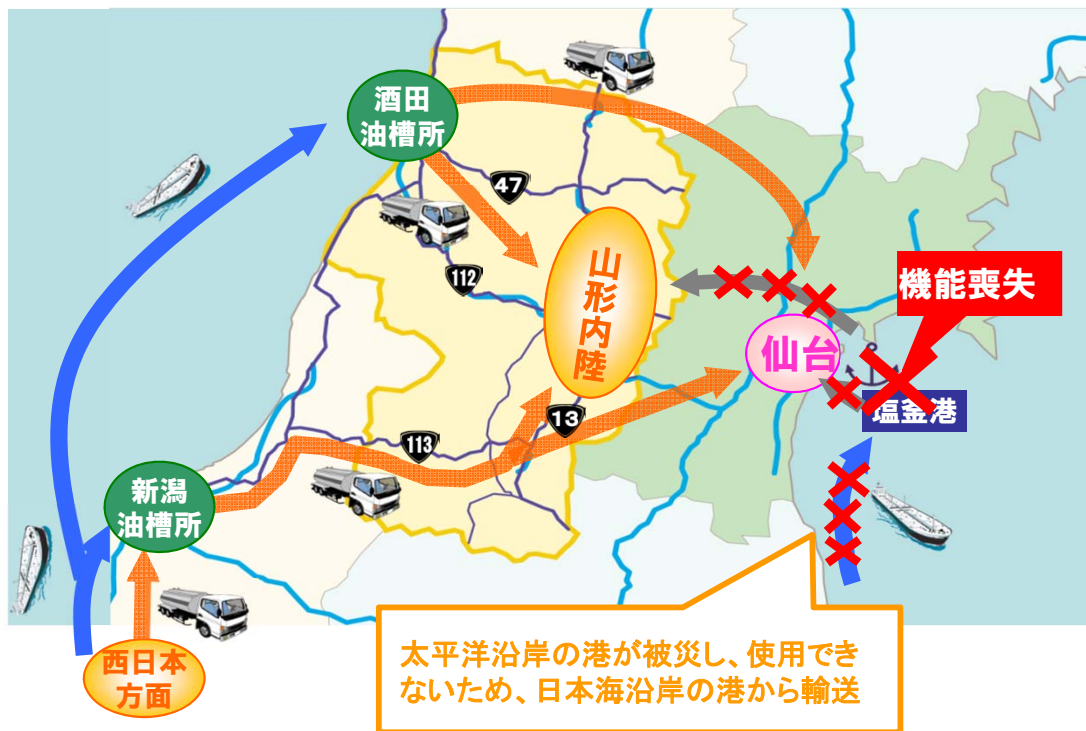 酒田
油槽所
47
112
山形内陸
機能喪失
仙台
塩釜港
13
113
新潟
油槽所
西日本
方面
太平洋沿岸の港が被災し、使用でき
ないため、日本海沿岸の港から輸送